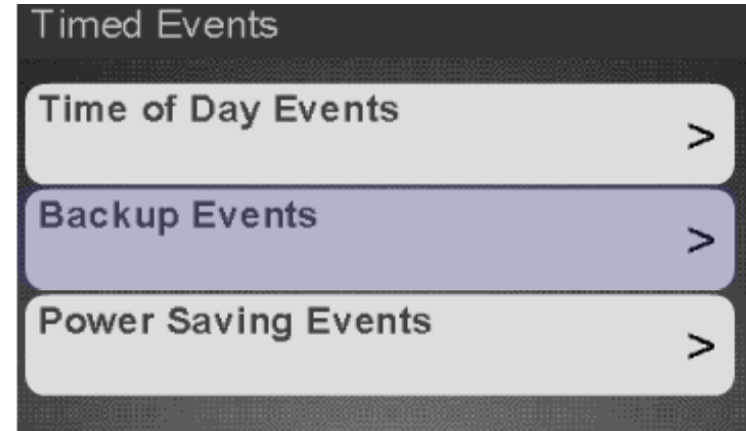 Timed Events
Time of Day Events
>
Backup Events
>
Power Saving Events
>